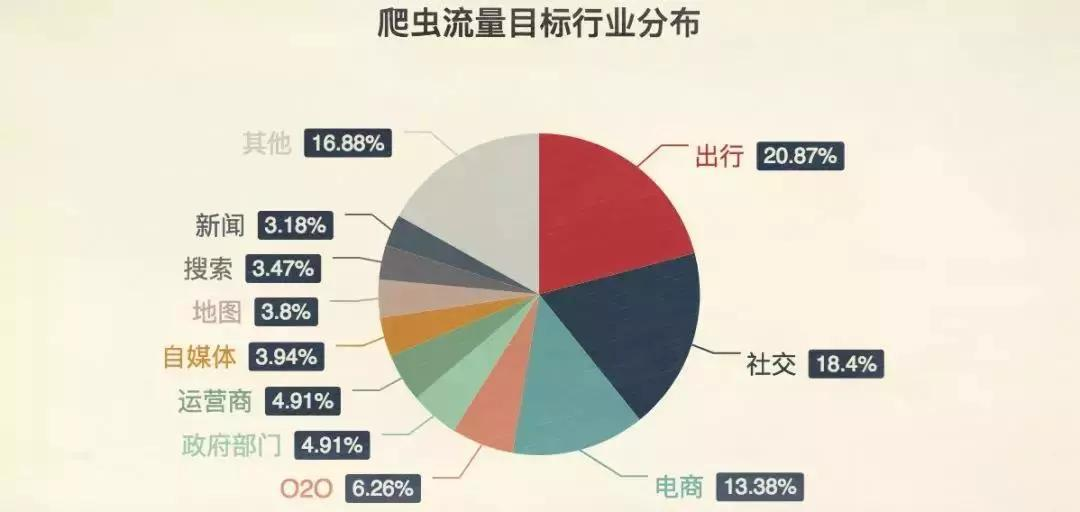 爬虫流量目标行业分布
其他 16.88%
出行 20.87%
新闻 3.18%
搜索 3.47%
地图 3.8%
自媒体 3.94%
社交 18.4%
运营商 4.91%
政府部门 4.91%
O2O 6.26%
电商 13.38%